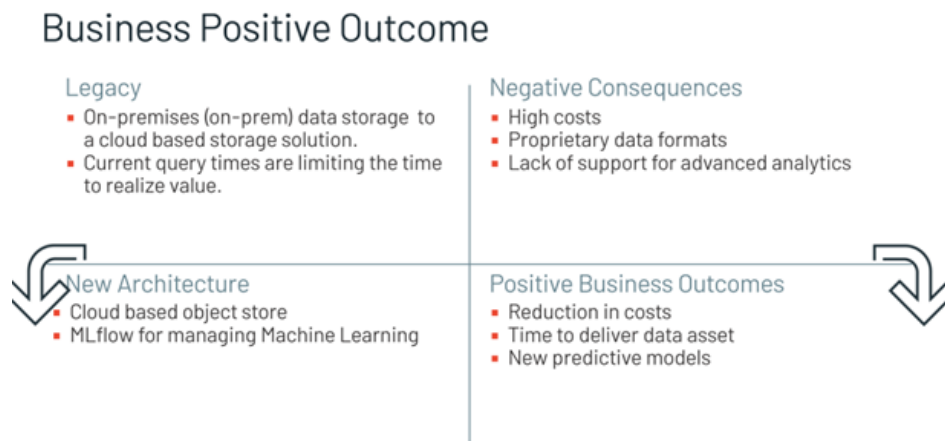 Business Positive Outcome
Legacy
▪ On-premises (on-prem) data storage to
a cloud based storage solution.
▪ Current query times are limiting the time
to realize value.
Negative Consequences
▪ High costs
▪ Proprietary data formats
▪ Lack of support for advanced analytics
New Architecture
▪ Cloud based object store
▪ MLflow for managing Machine Learning
Positive Business Outcomes
▪ Reduction in costs
▪ Time to deliver data asset
▪ New predictive models